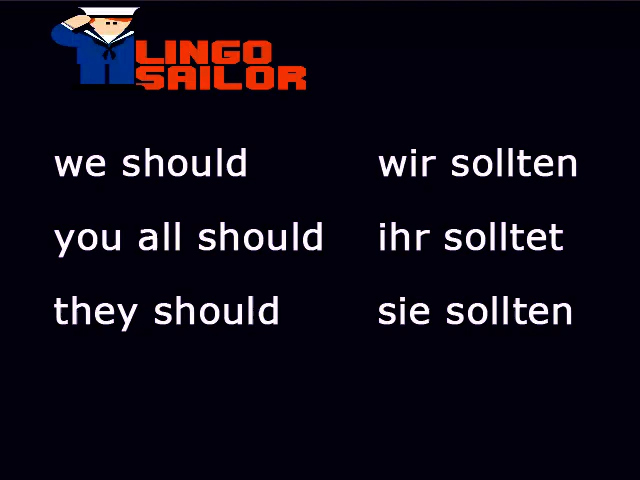 LINGO
SAILOR
we should wir sollten
you all should ihr solltet
they should sie sollten